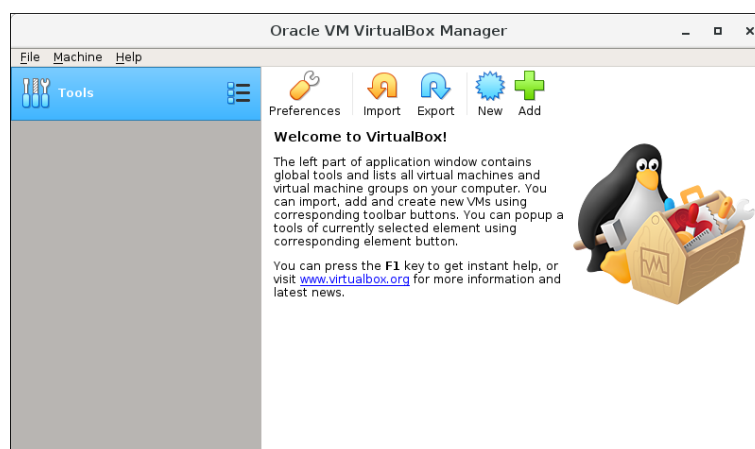 Oracle VM VirtualBox Manager
File Machine Help
Tools
Preferences Import Export New Add
Welcome to VirtualBox!
The left part of application window contains
global tools and lists all virtual machines and
virtual machine groups on your computer. You
can import, add and create new VMs using
corresponding toolbar buttons. You can popup a
tools of currently selected element using
corresponding element button.
You can press the F1 key to get instant help, or
visit www.virtualbox.org for more information and
latest news.